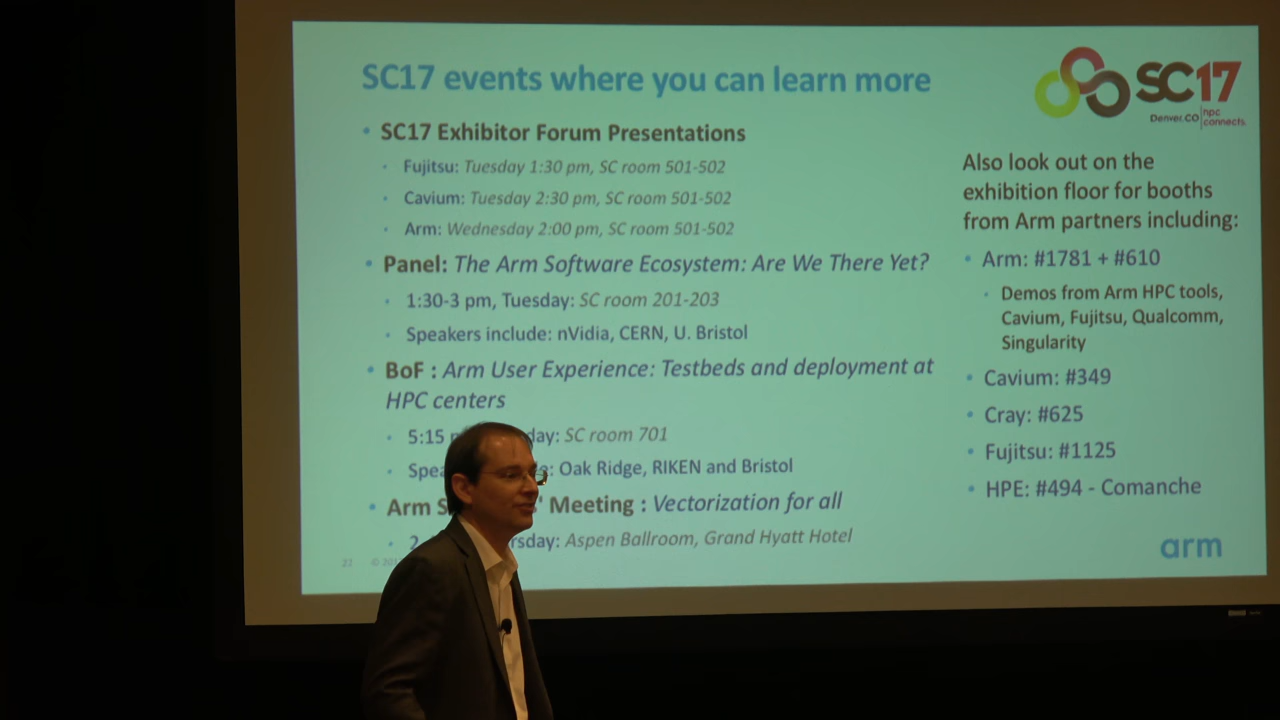 SC17 events where you can learn more
• SC17 Exhibitor Forum Presentations
• Fujitsu: Tuesday 1:30 pm, SC room 501-502
• Cavium: Tuesday 2:30 pm, SC room 501-502
• Arm: Wednesday 2:00 pm, SC room 501-502
• Panel: The Arm Software Ecosystem: Are We There Yet?
• 1:30-3 pm, Tuesday: SC room 201-203
• Speakers include: nVidia, CERN, U. Bristol
• BoF : Arm User Experience: Testbeds and deployment at
HPC centers
• 5:15 day: SC room 701
• : Oak Ridge, RIKEN and Bristol
• Arm Meeting : Vectorization for all
• 2 rsday: Aspen Ballroom, Grand Hyatt Hotel
SC17
Denver, CO hpc
connects.
Also look out on the
exhibition floor for booths
from Arm partners including:
• Arm: #1781 + #610
• Demos from Arm HPC tools,
Cavium, Fujitsu, Qualcomm,
Singularity
• Cavium: #349
• Cray: #625
• Fujitsu: #1125
• HPE: #494 - Comanche
arm